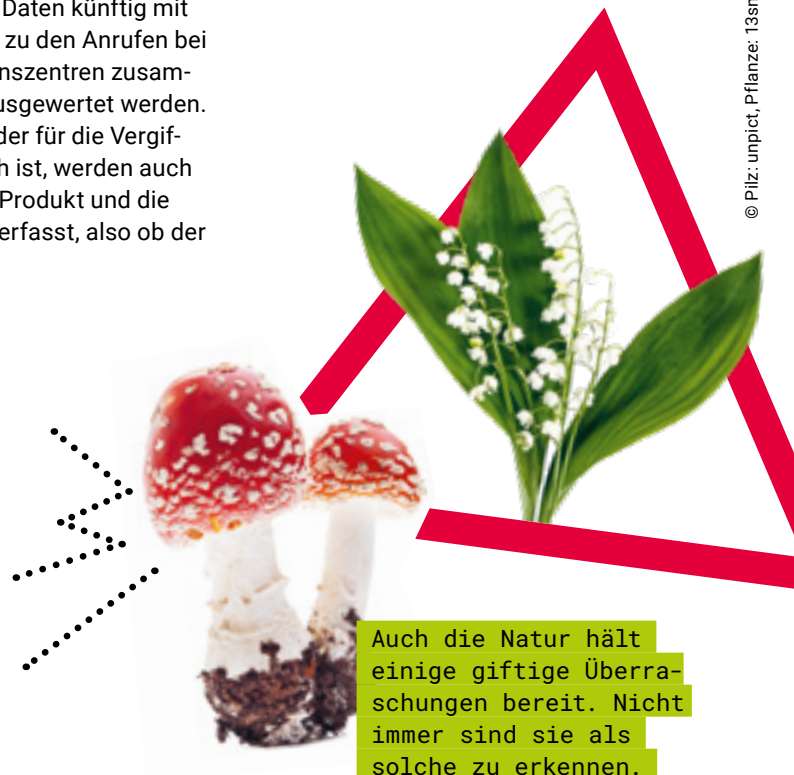 Daten künftig mit
zu den Anrufen bei
nszentren zusam-
usgewertet werden.
der für die Vergif-
h ist, werden auch
Produkt und die
erfasst, also ob der
© Pilz: unpict, Pflanze: 13sm
Auch die Natur hält
einige giftige Überra-
schungen bereit. Nicht
immer sind sie als
solche zu erkennen.